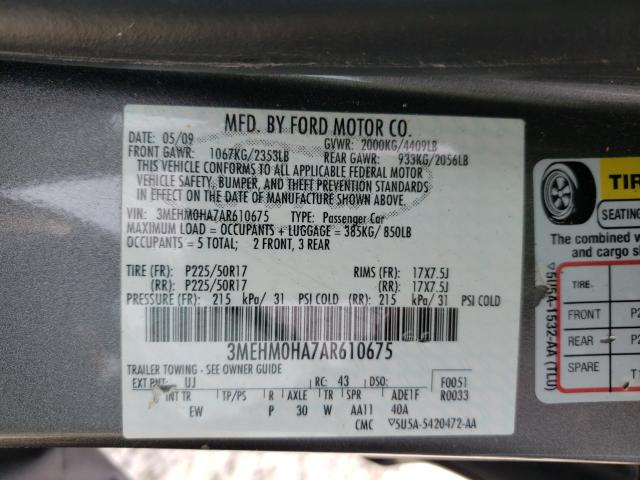 MFD. BY FORD MOTOR CO.
DATE: 05/09 GVWR: 2000KG/4409LB
FRONT GAWR: 1067KG/2353LB REAR GAWR: 933KG/2056LB
THIS VEHICLE CONFORMS TO ALL APPLICABLE FEDERAL MOTOR
VEHICLE SAFETY, BUMPER, AND THEFT PREVENTION STANDARDS
IN EFFECT ON THE DATE OF MANUFACTURE SHOWN ABOVE.
VIN: 3MEHM0HA7AR610675 TYPE: Passenger Car
MAXIMUM LOAD = OCCUPANTS + LUGGAGE = 385KG/ 850LB
OCCUPANTS = 5 TOTAL; 2 FRONT, 3 REAR
TIRE (FR): P225/50R17 RIMS (FR): 17X7.5J
(RR): P225/50R17 (RR): 17X7.5J
PRESSURE (FR): 215 kPa/ 31 PSI COLD (RR): 215 kPa/ 31 PSI COLD
3MEHM0HA7AR610675
TRAILER TOWING - SEE OWNER GUIDE
EXT PNT: UJ RC: 43 DSO: F0051
INT TR TP/PS R AXLE TR SPR ADE1F R0033
EW P 30 W AA11 40A
CMC ▽5U5A-5420472-AA
SEATING
The combined
and cargo
TIRE
FRONT P2
REAR P2
SPARE T1
▽5U5A-1532-AA (TU)